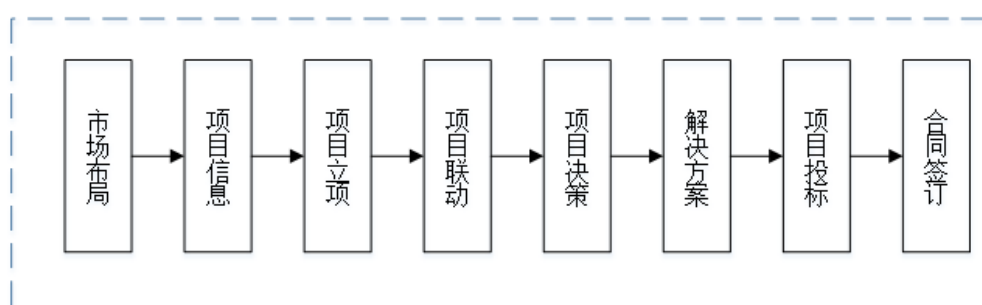 市场布局
项目信息
项目立项
项目联动
项目决策
解决方案
项目投标
合同签订